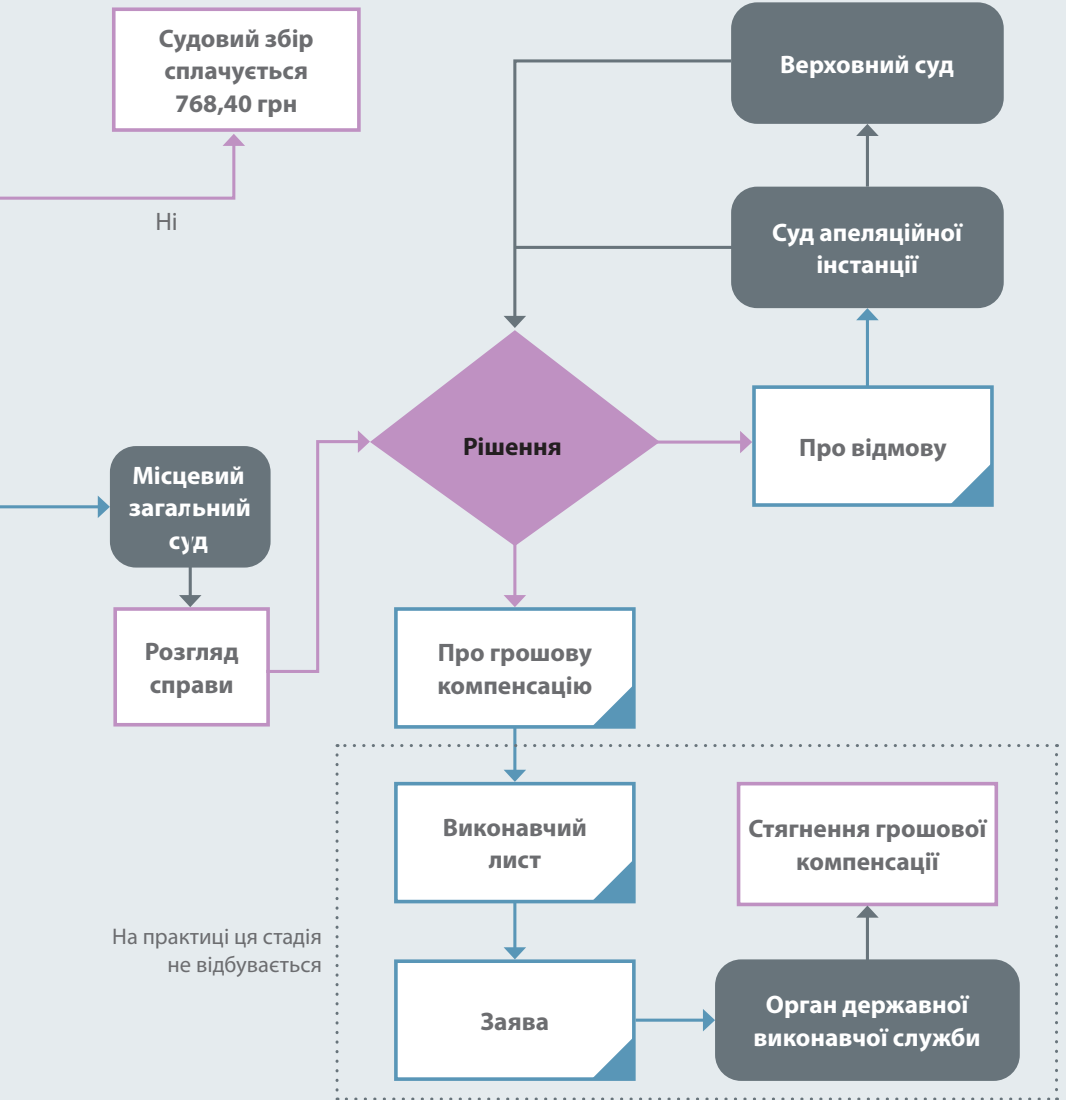 Судовий збір
сплачується
768,40 грн
Верховний суд
Ні
Суд апеляційної
інстанції
Рішення
Про відмову
Місцевий
загальний
суд
Розгляд
справи
Про грошову
компенсацію
Виконавчий
лист
Стягнення грошової
компенсації
На практиці ця стадія
не відбувається
Заява
Орган державної
виконавчої служби